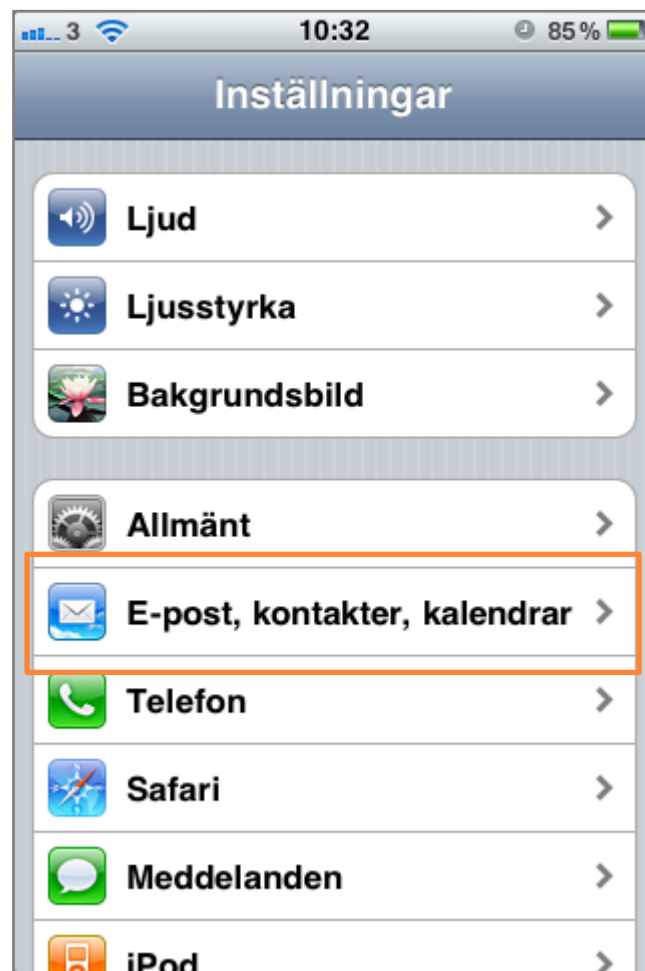 3 10:32 85 %
Inställningar
Ljud
Ljusstyrka
Bakgrundsbild
Allmänt
E-post, kontakter, kalendrar
Telefon
Safari
Meddelanden
iPod